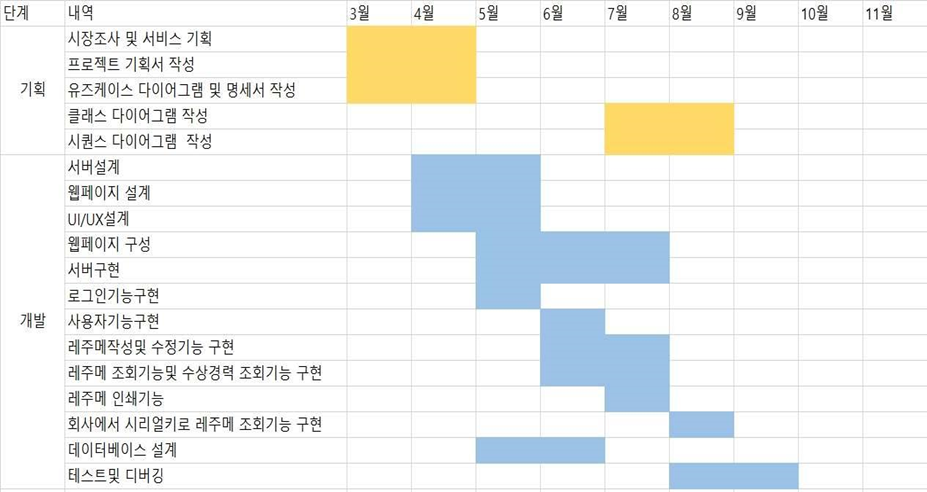 단계 내역 3월 4월 5월 6월 7월 8월 9월 10월 11월
시장조사 및 서비스 기획
프로젝트 기획서 작성
기획 유즈케이스 다이어그램 및 명세서 작성
클래스 다이어그램 작성
시퀀스 다이어그램 작성
서버설계
웹페이지 설계
UI/UX설계
웹페이지 구성
서버구현
로그인기능구현
개발 사용자기능구현
레주메작성및 수정기능 구현
레주메 조회기능및 수상경력 조회기능 구현
레주메 인쇄기능
회사에서 시리얼키로 레주메 조회기능 구현
데이터베이스 설계
테스트및 디버깅